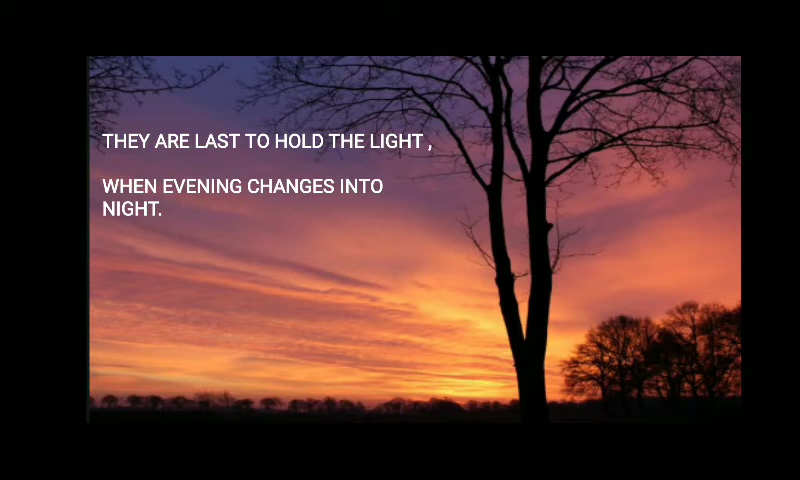 THEY ARE LAST TO HOLD THE LIGHT ,
WHEN EVENING CHANGES INTO
NIGHT.